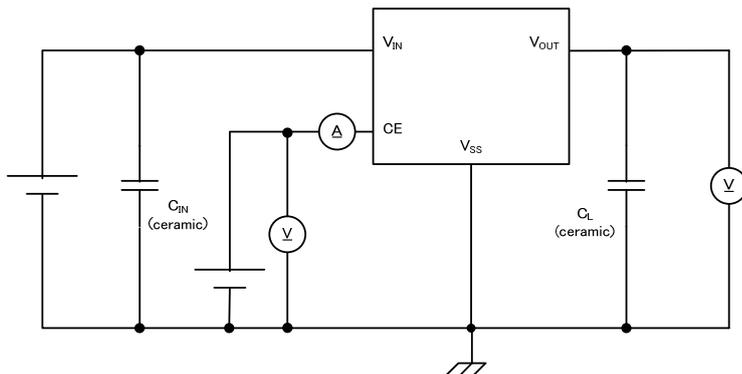 VIN
VOUT
A
CE
VSS
CIN
(ceramic)
V
CL
(ceramic)
V